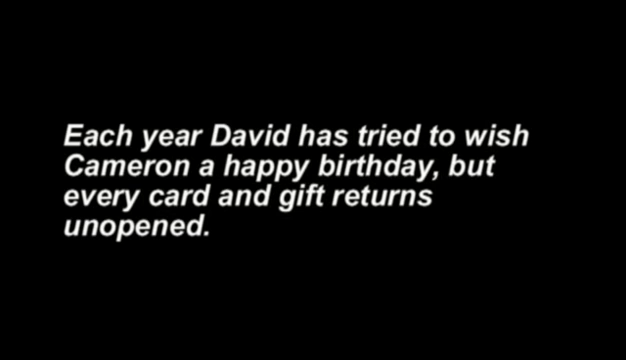 Each year David has tried to wish
Cameron a happy birthday, but
every card and gift returns
unopened.